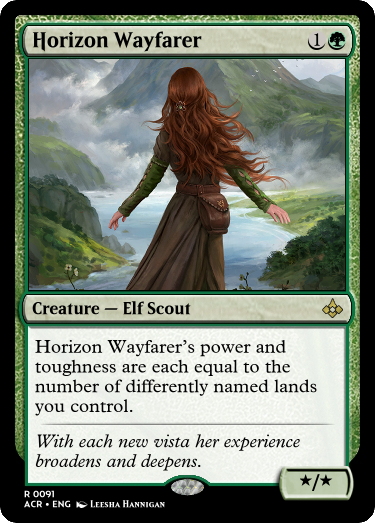 Horizon Wayfarer 1
Creature — Elf Scout
Horizon Wayfarer's power and
toughness are each equal to the
number of differently named lands
you control.
With each new vista her experience
broadens and deepens.
★/★
R 0091
ACR • ENG Leesha Hannigan